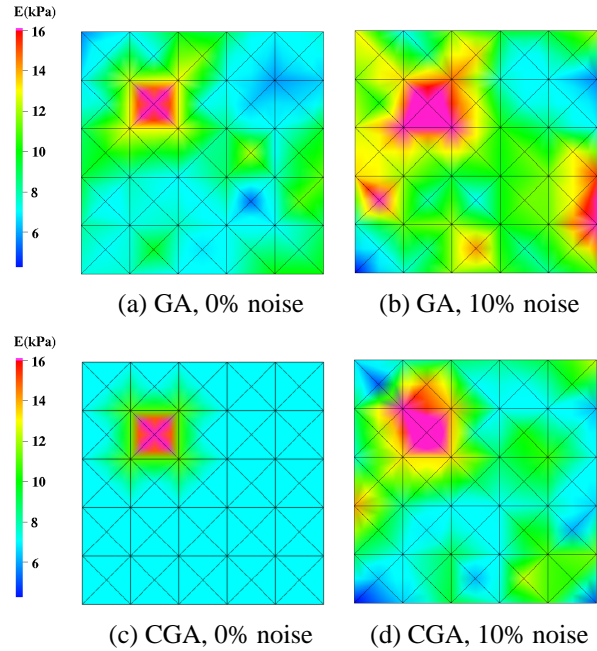 E(kPa)
16
14
12
10
8
6
(a) GA, 0% noise
(b) GA, 10% noise
E(kPa)
16
14
12
10
8
6
(c) CGA, 0% noise
(d) CGA, 10% noise